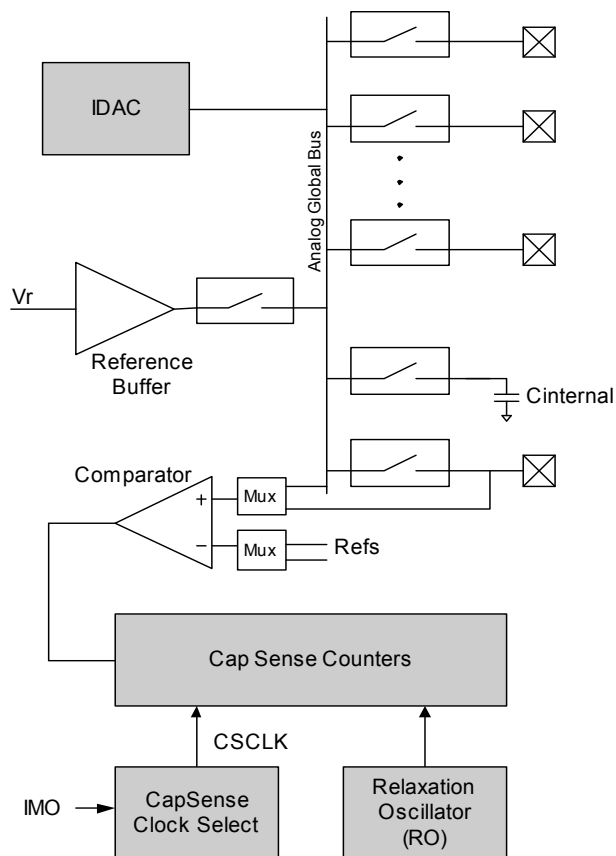 IDAC
Analog Global Bus
Vr
Reference
Buffer
Cinternal
Comparator
+
Mux
−
Mux
Refs
Cap Sense Counters
CSCLK
IMO
CapSense
Clock Select
Relaxation
Oscillator
(RO)